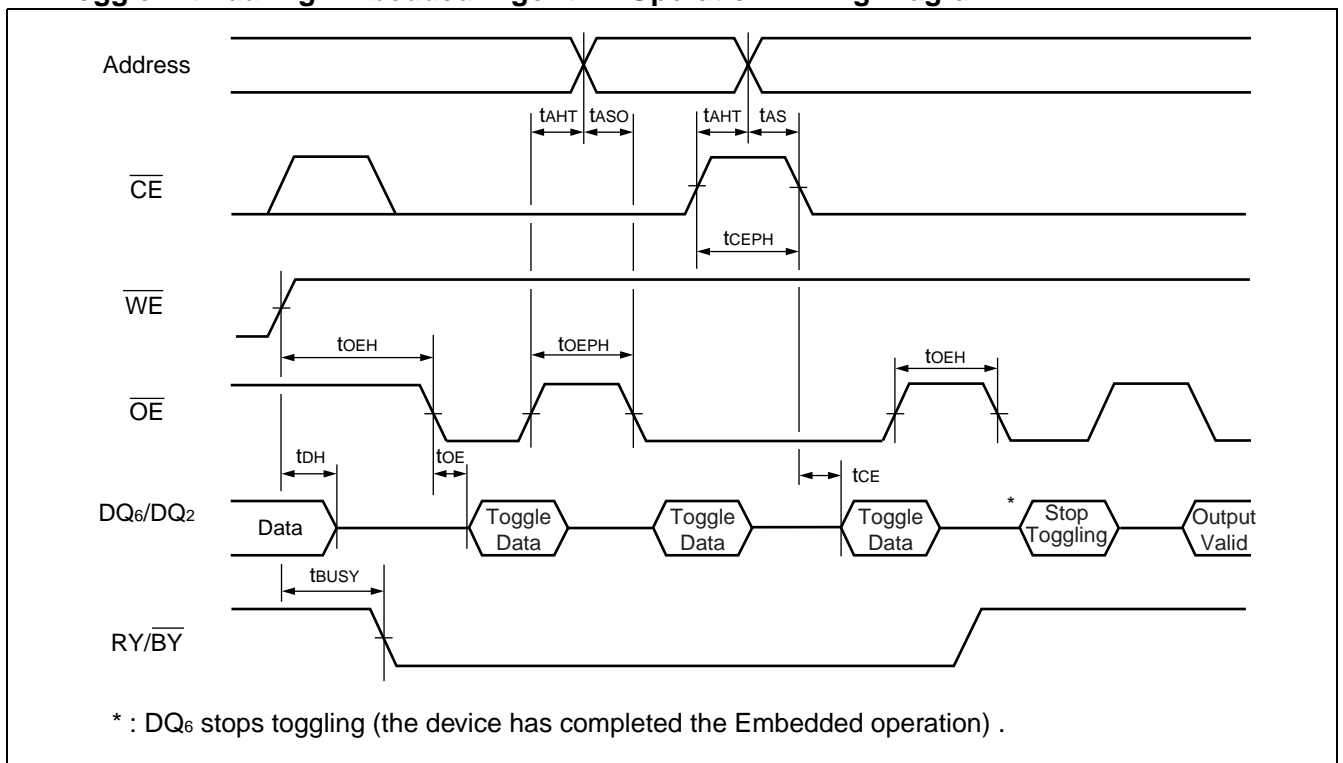 Address
tAHT
tASO
tAHT
tAS
CE
tCEPH
WE
tOEH
tOEPH
tOEH
OE
tDH
tOE
tCE
DQ6/DQ2
Data
Toggle
Data
Toggle
Data
Toggle
Data
*
Stop
Toggling
Output
Valid
tBUSY
RY/BY
* : DQ6 stops toggling (the device has completed the Embedded operation) .